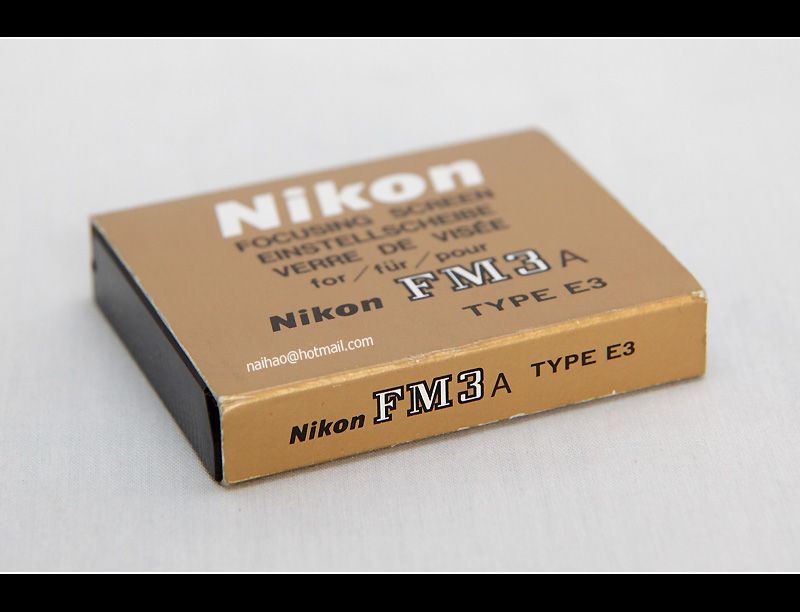 Nikon
FOCUSING SCREEN
EINSTELLSCHEIBE
VERRE DE VISÉE
for/für/pour
Nikon FM3A
TYPE E3
naihao@hotmail.com
Nikon FM3A TYPE E3